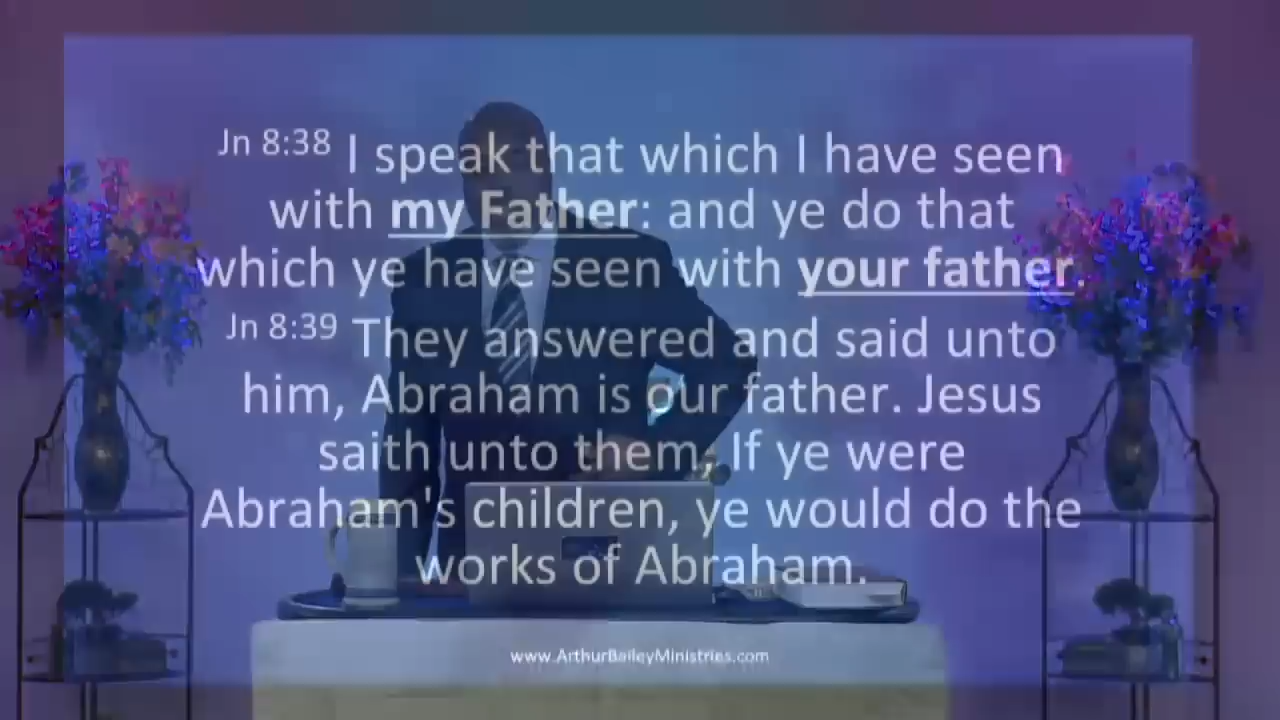 Jn 8:38 I speak that which I have seen
with my Father: and ye do that
which ye have seen with your father.
Jn 8:39 They answered and said unto
him, Abraham is our father. Jesus
saith unto them, If ye were
Abraham's children, ye would do the
works of Abraham.
www.ArthurBaileyMinistries.com